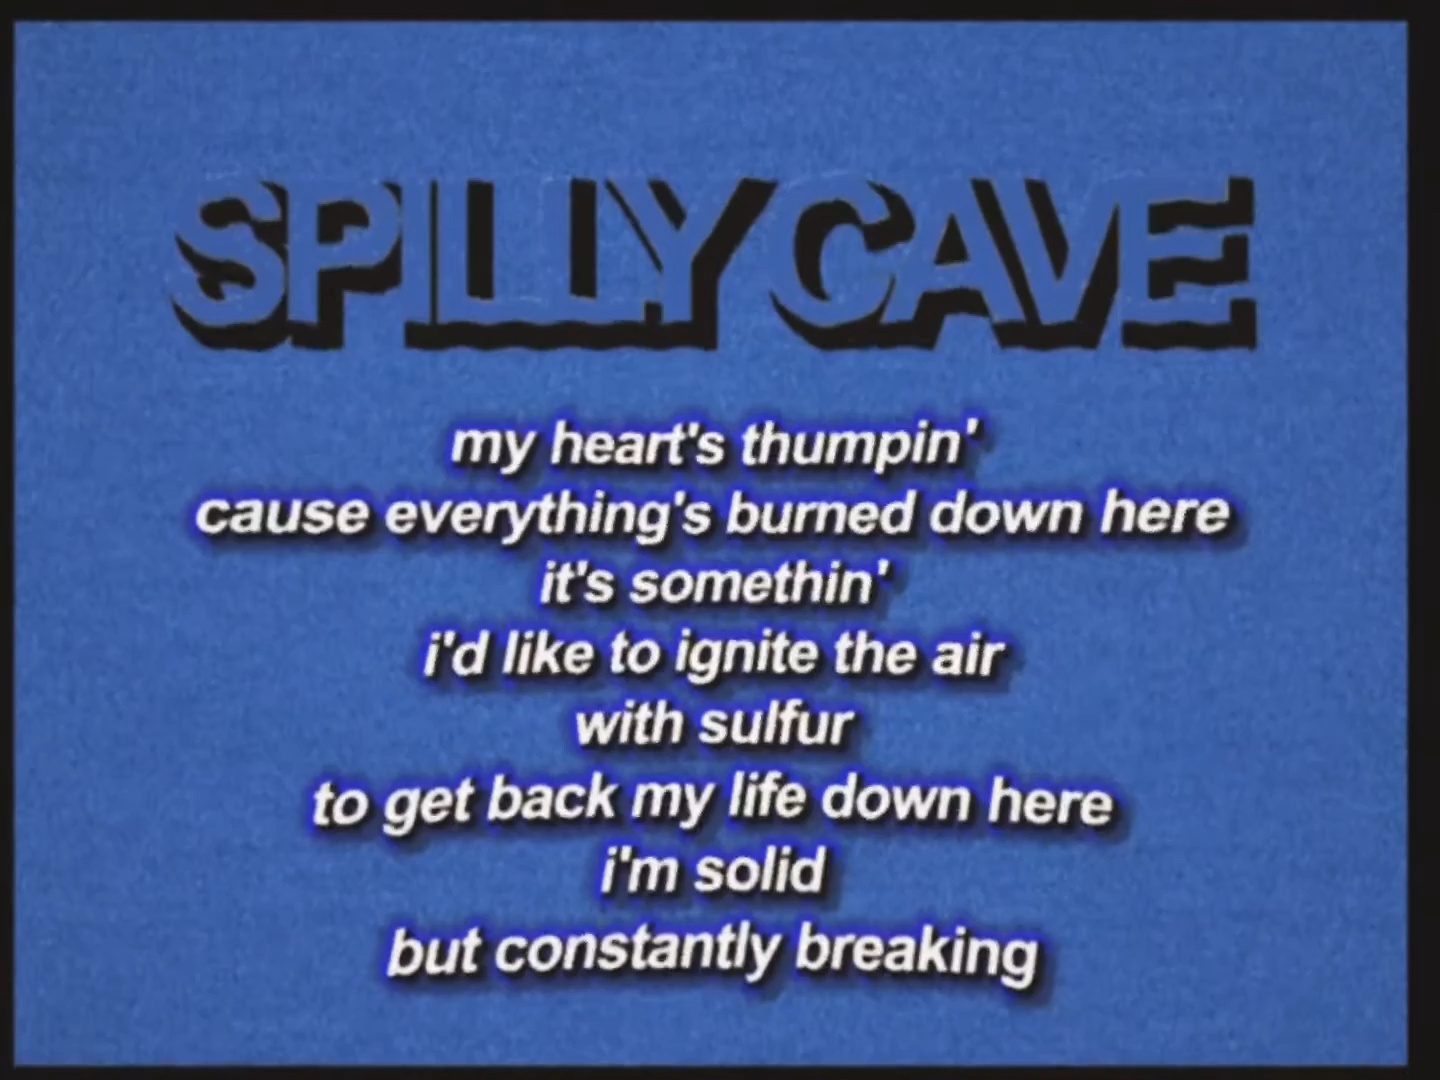 SPILLY CAVE
my heart's thumpin'
cause everything's burned down here
it's somethin'
i'd like to ignite the air
with sulfur
to get back my life down here
i'm solid
but constantly breaking